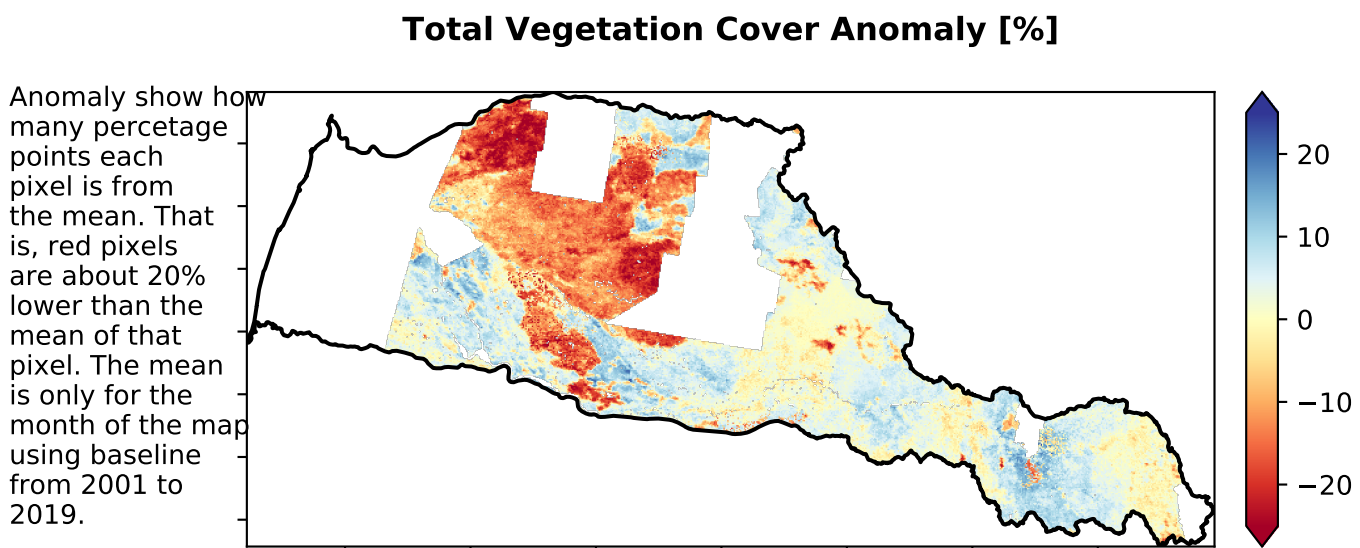 Total Vegetation Cover Anomaly [%]
Anomaly show how
many percetage
points each
pixel is from
the mean. That
is, red pixels
are about 20%
lower than the
mean of that
pixel. The mean
is only for the
month of the map
using baseline
from 2001 to
2019.
20
10
0
−10
−20